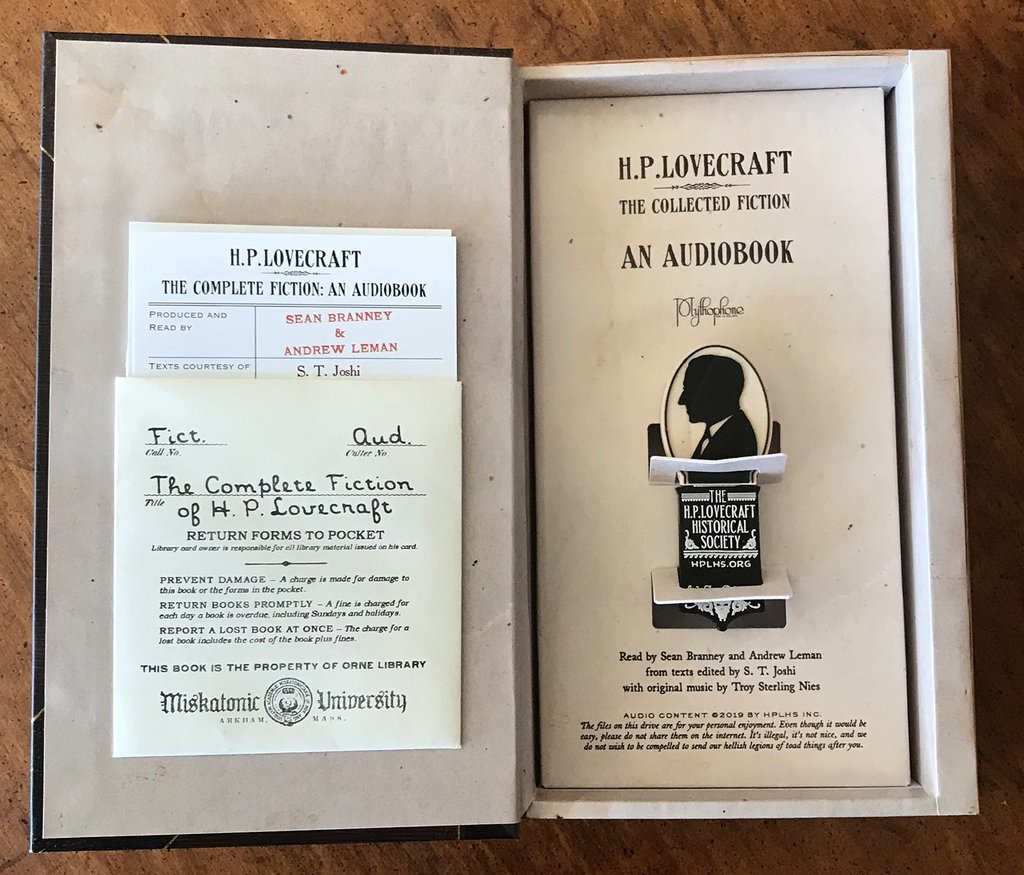 H.P.LOVECRAFT
THE COMPLETE FICTION: AN AUDIOBOOK
PRODUCED AND
READ BY
SEAN BRANNEY
&
ANDREW LEMAN
TEXTS COURTESY OF
S. T. Joshi
Fict.
Aud.
Call No.
Cutter No.
The Complete Fiction
Title
of H. P. Lovecraft
RETURN FORMS TO POCKET
Library card owner is responsible for all library material issued on his card.
PREVENT DAMAGE – A charge is made for damage to
this book or the forms in the pocket.
RETURN BOOKS PROMPTLY – A fine is charged for
each day a book is overdue, including Sundays and holidays.
REPORT A LOST BOOK AT ONCE – The charge for a
lost book includes the cost of the book plus fines.
THIS BOOK IS THE PROPERTY OF ORNE LIBRARY
Miskatonic University
ARKHAM, MASS.
H.P.LOVECRAFT
THE COLLECTED FICTION
AN AUDIOBOOK
Mythophone
THE
H.P.LOVECRAFT
HISTORICAL
SOCIETY
HPLHS.ORG
Read by Sean Branney and Andrew Leman
from texts edited by S. T. Joshi
with original music by Troy Sterling Nies
AUDIO CONTENT ©2019 BY HPLHS INC.
The files on this drive are for your personal enjoyment. Even though it would be
easy, please do not share them on the internet. It's illegal, it's not nice, and we
do not wish to be compelled to send our hellish legions of toad things after you.